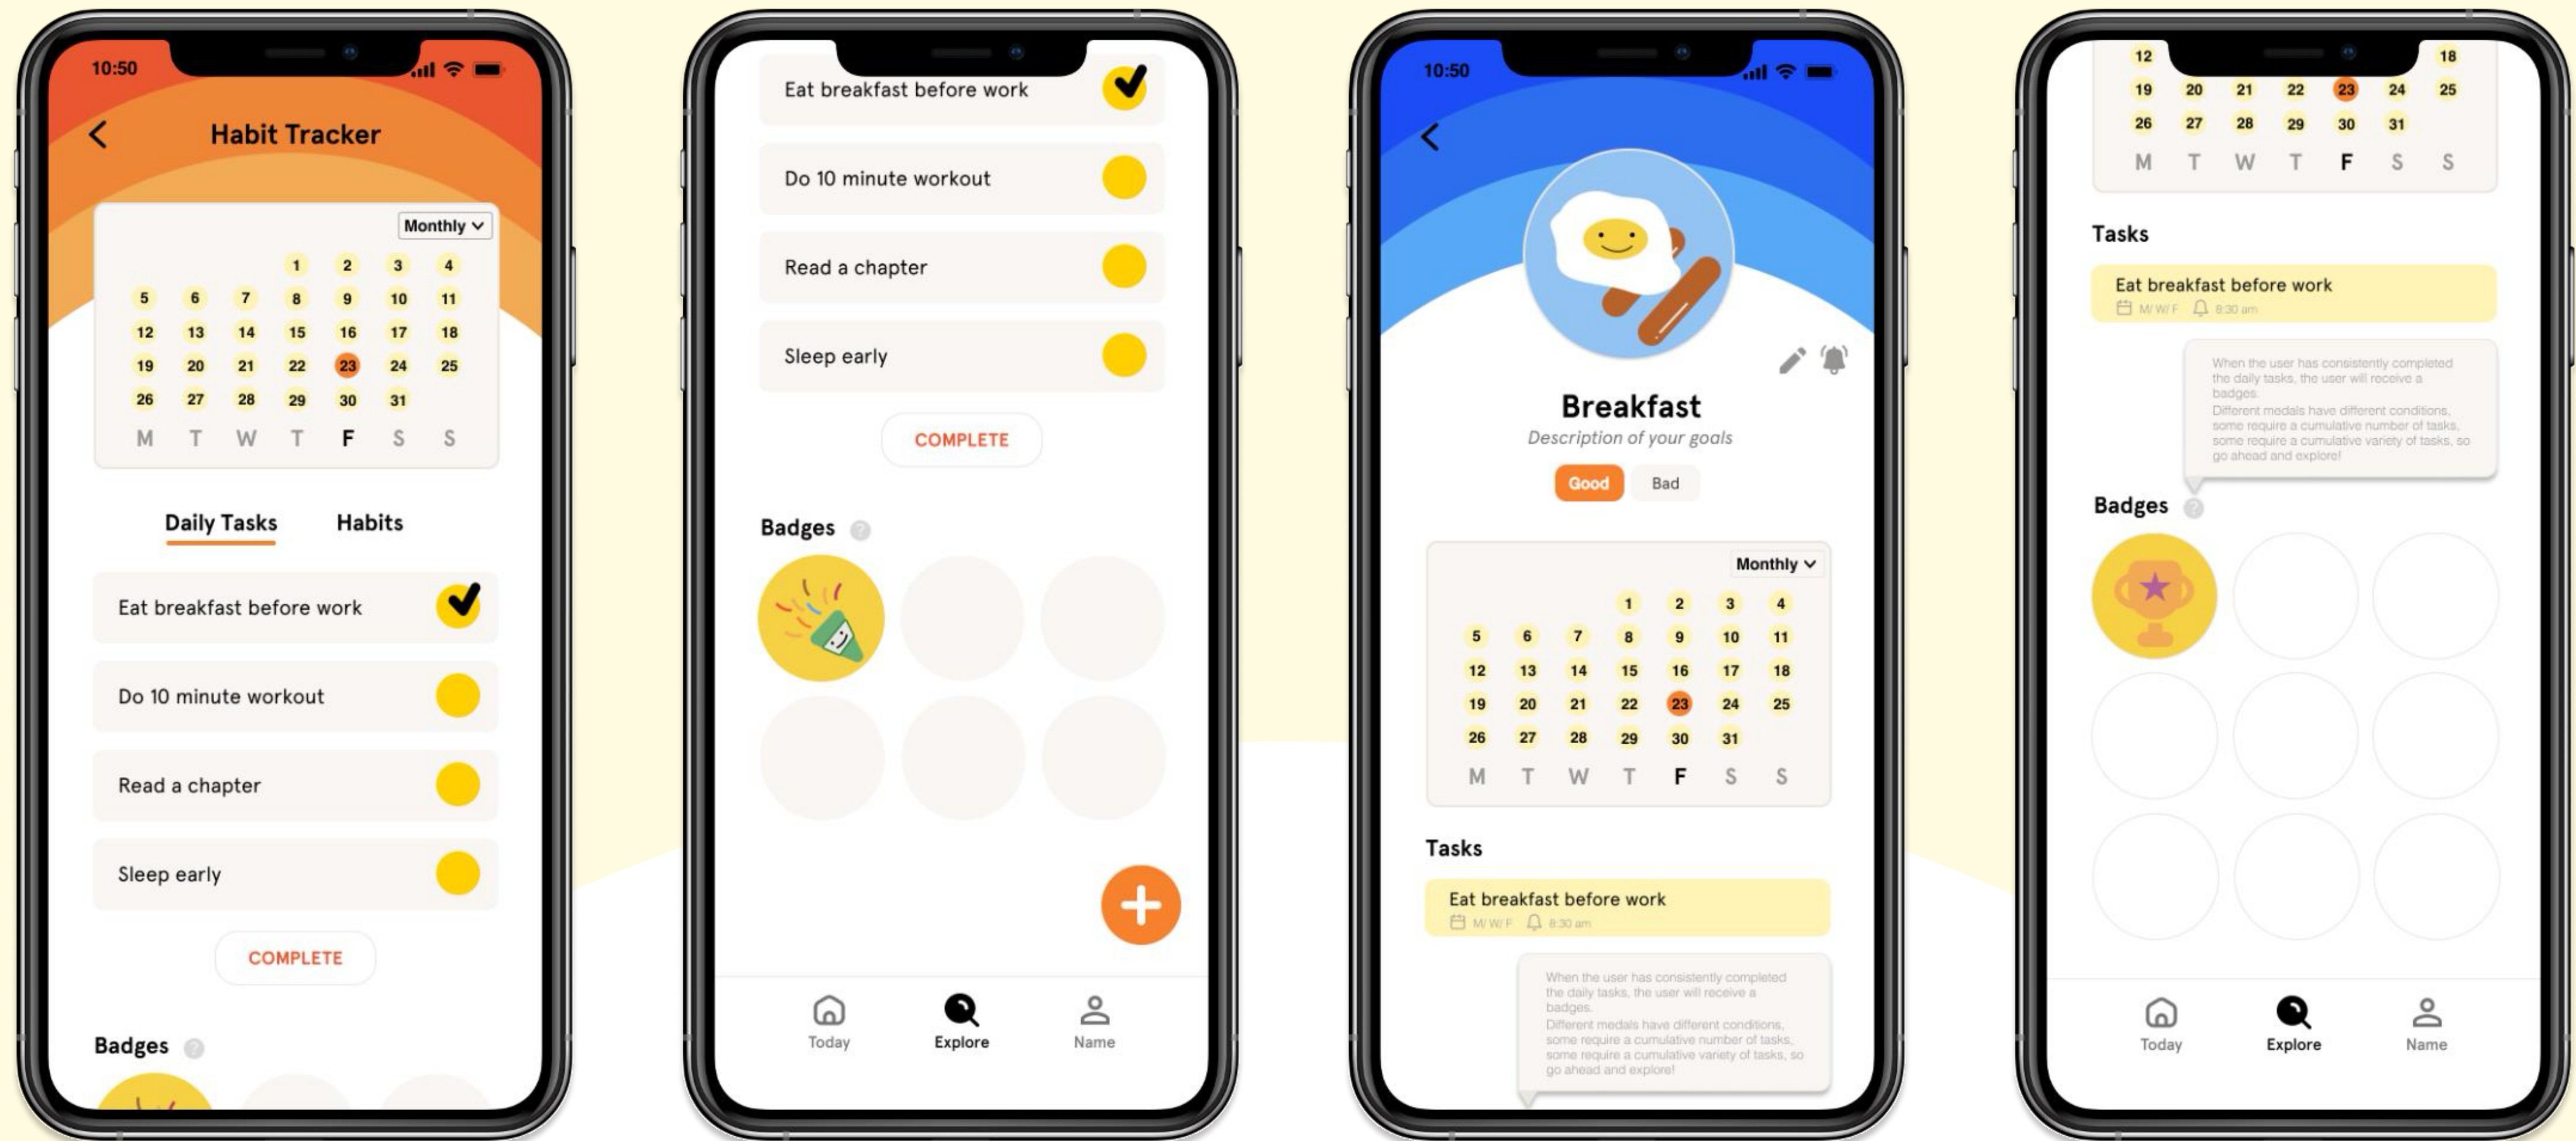 10:50
Habit Tracker
Monthly
1 2 3 4
5 6 7 8 9 10 11
12 13 14 15 16 17 18
19 20 21 22 23 24 25
26 27 28 29 30 31
M T W T F S S
Daily Tasks Habits
Eat breakfast before work
Do 10 minute workout
Read a chapter
Sleep early
COMPLETE
Badges ?
Eat breakfast before work
Do 10 minute workout
Read a chapter
Sleep early
COMPLETE
Badges ?
Today Explore Name
10:50
Breakfast
Description of your goals
Good Bad
Monthly
1 2 3 4
5 6 7 8 9 10 11
12 13 14 15 16 17 18
19 20 21 22 23 24 25
26 27 28 29 30 31
M T W T F S S
Tasks
Eat breakfast before work
M/ W/ F 8:30 am
When the user has consistently completed
the daily tasks, the user will receive a
badges.
Different medals have different conditions,
some require a cumulative number of tasks,
some require a cumulative variety of tasks, so
go ahead and explore!
12 18
19 20 21 22 23 24 25
26 27 28 29 30 31
M T W T F S S
Tasks
Eat breakfast before work
M/ W/ F 8:30 am
When the user has consistently completed
the daily tasks, the user will receive a
badges.
Different medals have different conditions,
some require a cumulative number of tasks,
some require a cumulative variety of tasks, so
go ahead and explore!
Badges ?
Today Explore Name